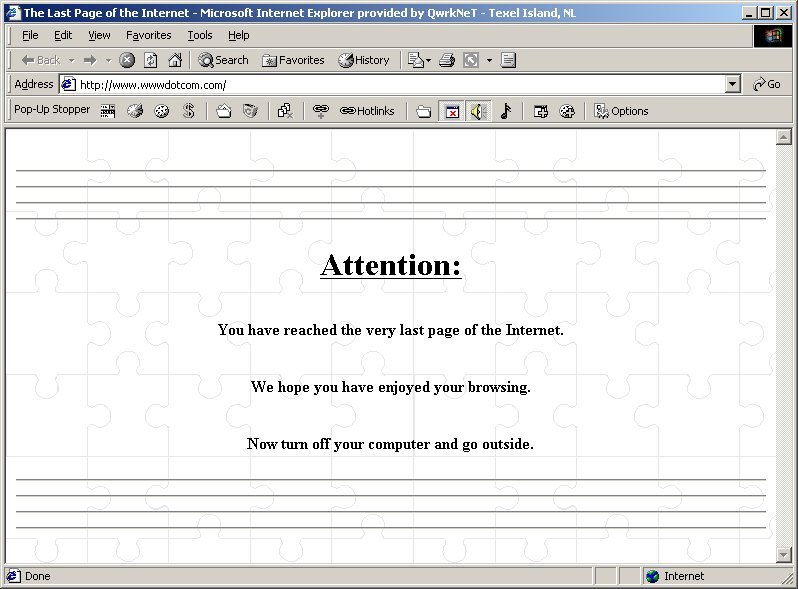 The Last Page of the Internet - Microsoft Internet Explorer provided by QwrkNeT - Texel Island, NL
File Edit View Favorites Tools Help
Back Search Favorites History
Address http://www.wwwdotcom.com/ Go
Pop-Up Stopper Hotlinks Options
Attention:
You have reached the very last page of the Internet.
We hope you have enjoyed your browsing.
Now turn off your computer and go outside.
Done Internet